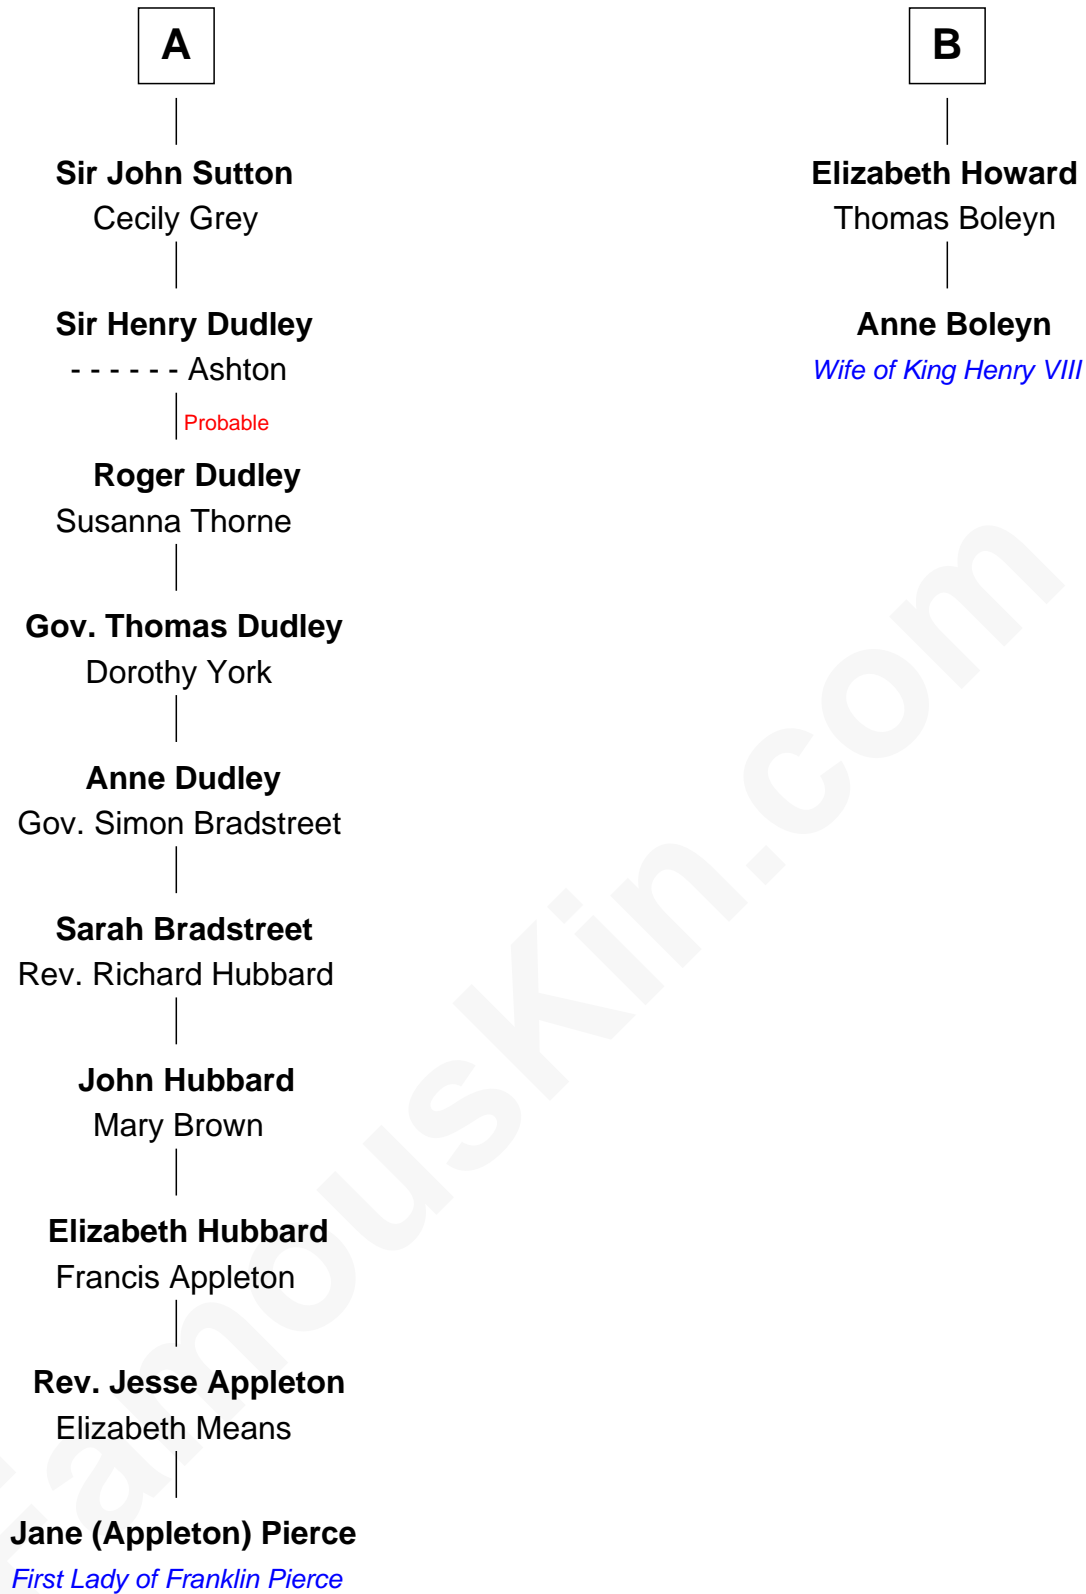 A
Sir John Sutton
Cecily Grey
Sir Henry Dudley
- - - - - - Ashton
Probable
Roger Dudley
Susanna Thorne
Gov. Thomas Dudley
Dorothy York
Anne Dudley
Gov. Simon Bradstreet
Sarah Bradstreet
Rev. Richard Hubbard
John Hubbard
Mary Brown
Elizabeth Hubbard
Francis Appleton
Rev. Jesse Appleton
Elizabeth Means
Jane (Appleton) Pierce
First Lady of Franklin Pierce
B
Elizabeth Howard
Thomas Boleyn
Anne Boleyn
Wife of King Henry VIII
FamousKin.com